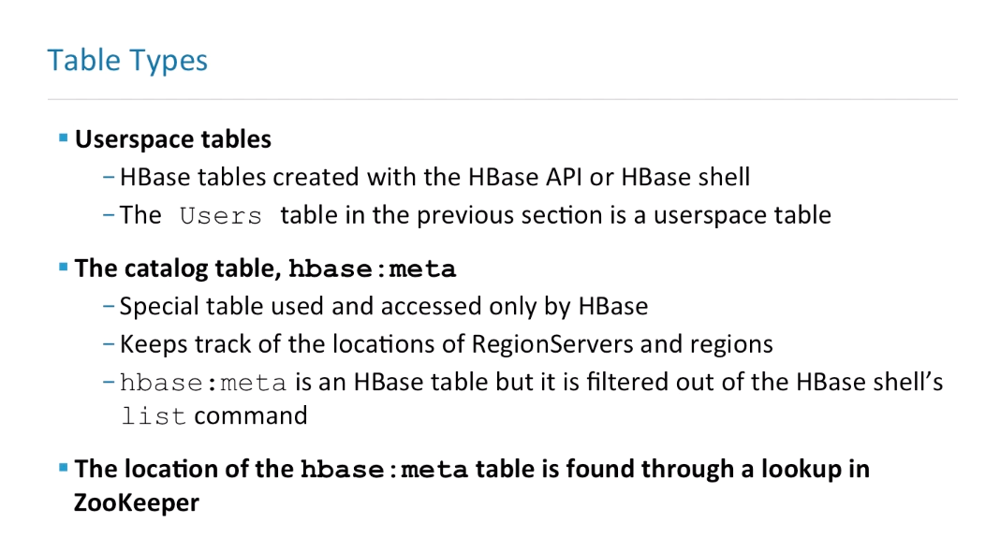 Table Types
▪ Userspace tables
– HBase tables created with the HBase API or HBase shell
– The Users table in the previous section is a userspace table
▪ The catalog table, hbase:meta
– Special table used and accessed only by HBase
– Keeps track of the locations of RegionServers and regions
– hbase:meta is an HBase table but it is filtered out of the HBase shell’s
list command
▪ The location of the hbase:meta table is found through a lookup in
ZooKeeper